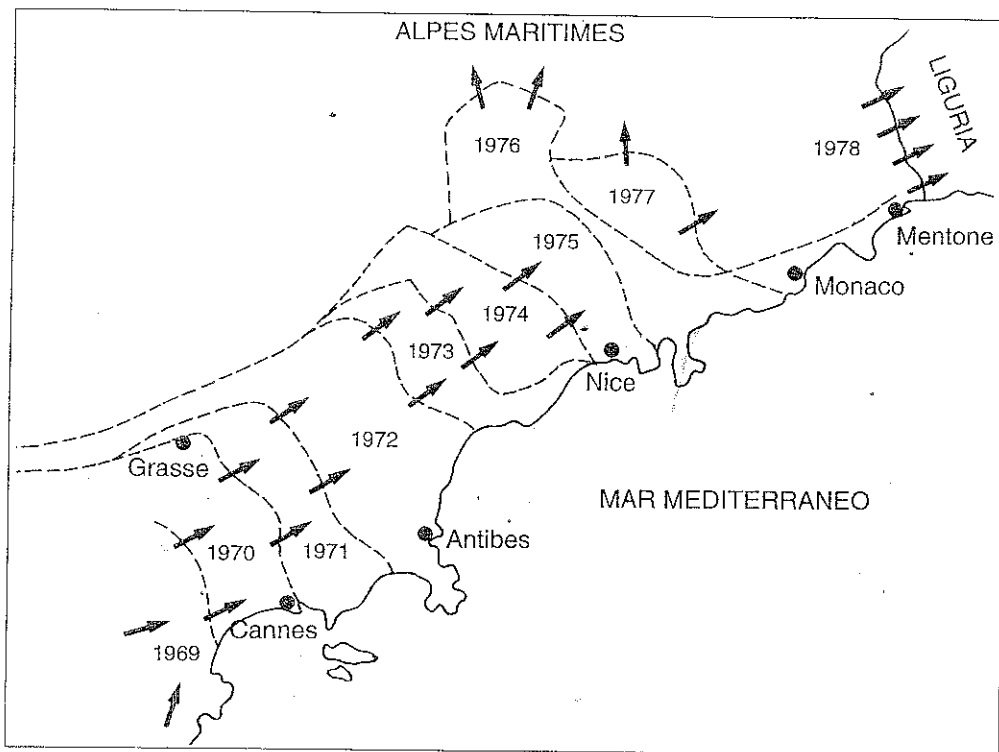 ALPES MARITIMES
LIGURIA
1976
1978
1977
Mentone
1975
Monaco
1974
1973
Nice
1972
Grasse
MAR MEDITERRANEO
Antibes
1970
1971
Cannes
1969